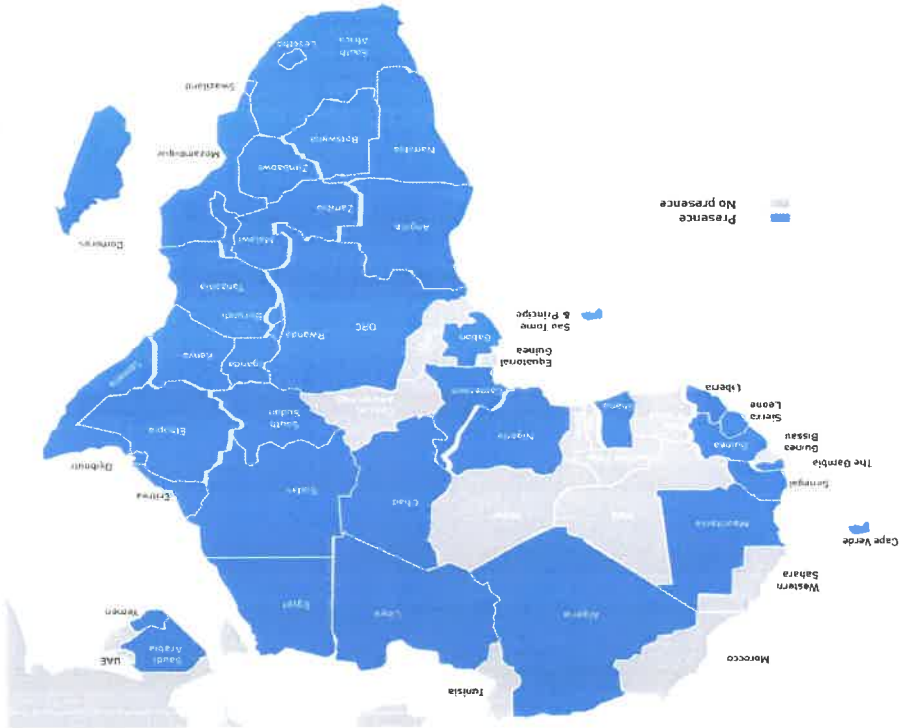 Tunisia
Morocco
Algeria
Libya
Egypt
UAE
Saudi
Arabia
Yemen
Western
Sahara
Cape Verde
Mauritania
Mali
Niger
Chad
Sudan
Eritrea
Senegal
The Gambia
Djibouti
Guinea
Bissau
Guinea
Nigeria
Ethiopia
South
Sudan
Sierra
Leone
Liberia
Ghana
Cameroon
Somalia
Equatorial
Guinea
Gabon
Uganda
Kenya
Sao Tome
& Principe
DRC
Rwanda
Burundi
Tanzania
Comoros
Presence
No presence
Angola
Malawi
Zambia
Mozambique
Namibia
Botswana
Zimbabwe
Swaziland
South
Africa
Lesotho